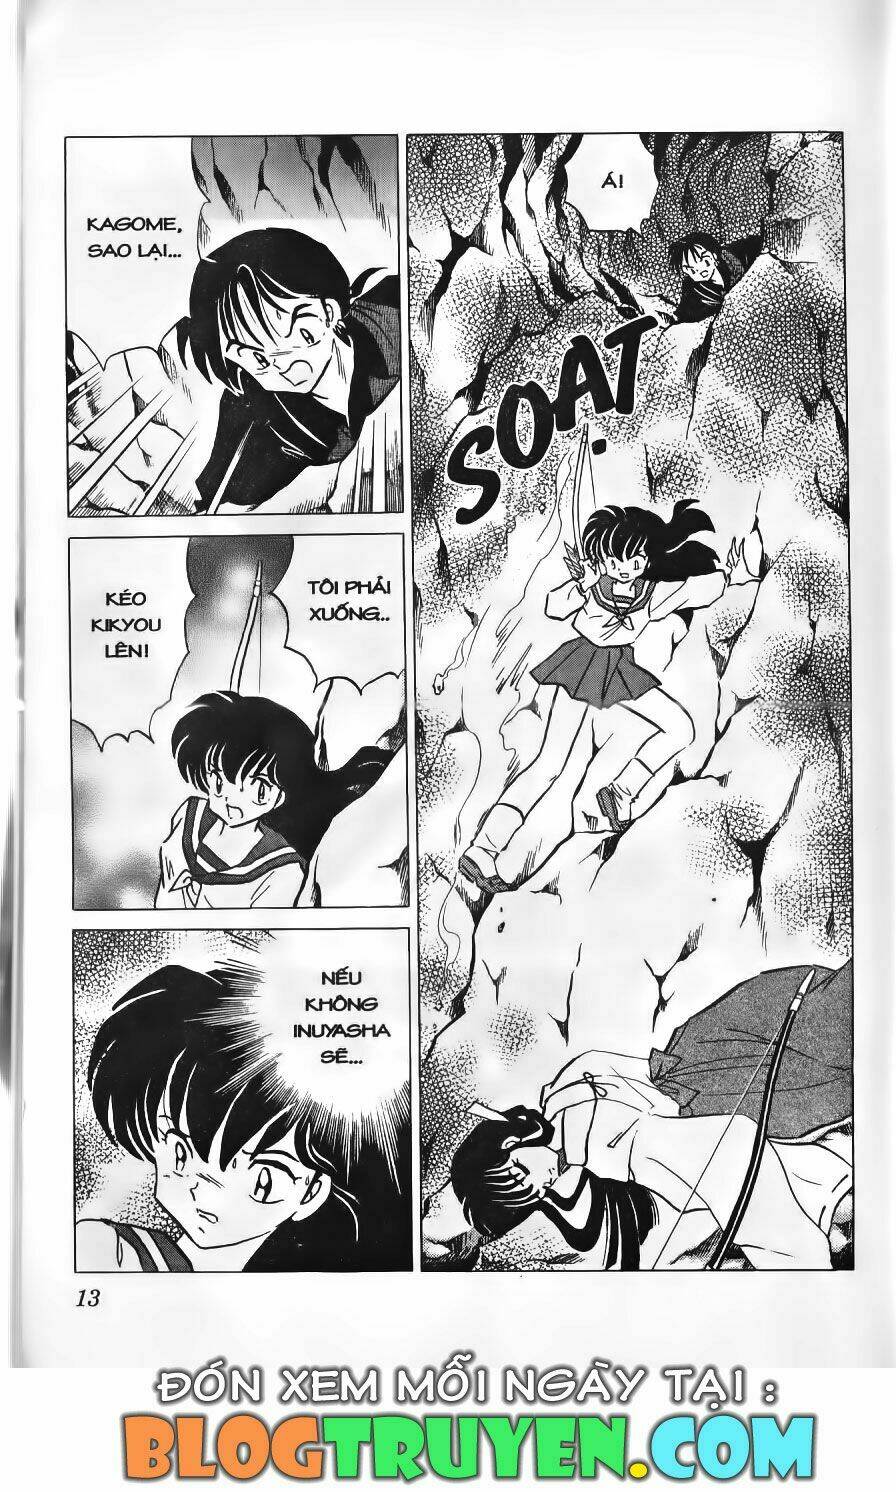 ÁI
SOẠT
KAGOME,
SAO LẠI...
TÔI PHẢI
XUỐNG..
KÉO
KIKYOU
LÊN!
NẾU
KHÔNG
INUYASHA
SẼ...
13
ĐÓN XEM MỖI NGÀY TẠI :
BLOGTRUYEN.COM